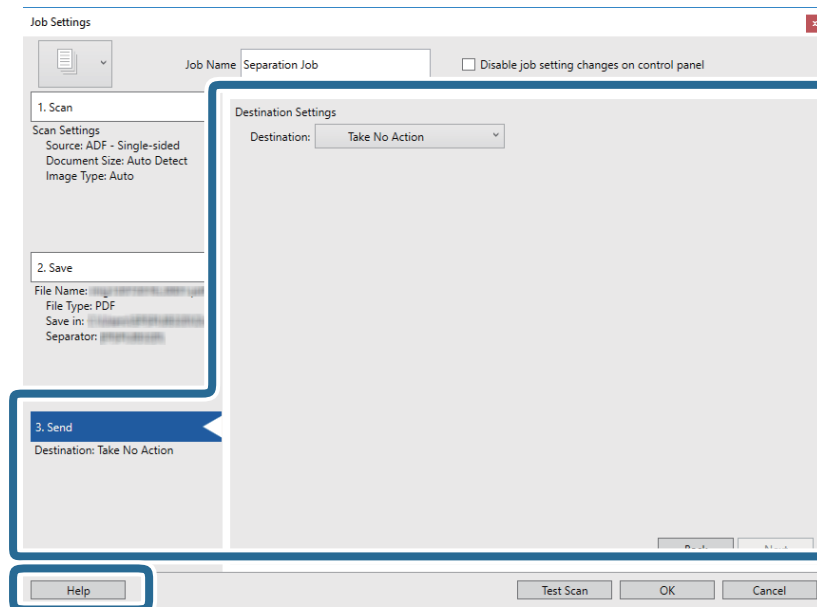 Job Settings
Job Name Separation Job Disable job setting changes on control panel
1. Scan
Scan Settings
Source: ADF - Single-sided
Document Size: Auto Detect
Image Type: Auto
2. Save
File Name:
File Type: PDF
Save in:
Separator:
3. Send
Destination: Take No Action
Destination Settings
Destination: Take No Action
Back Next
Help Test Scan OK Cancel